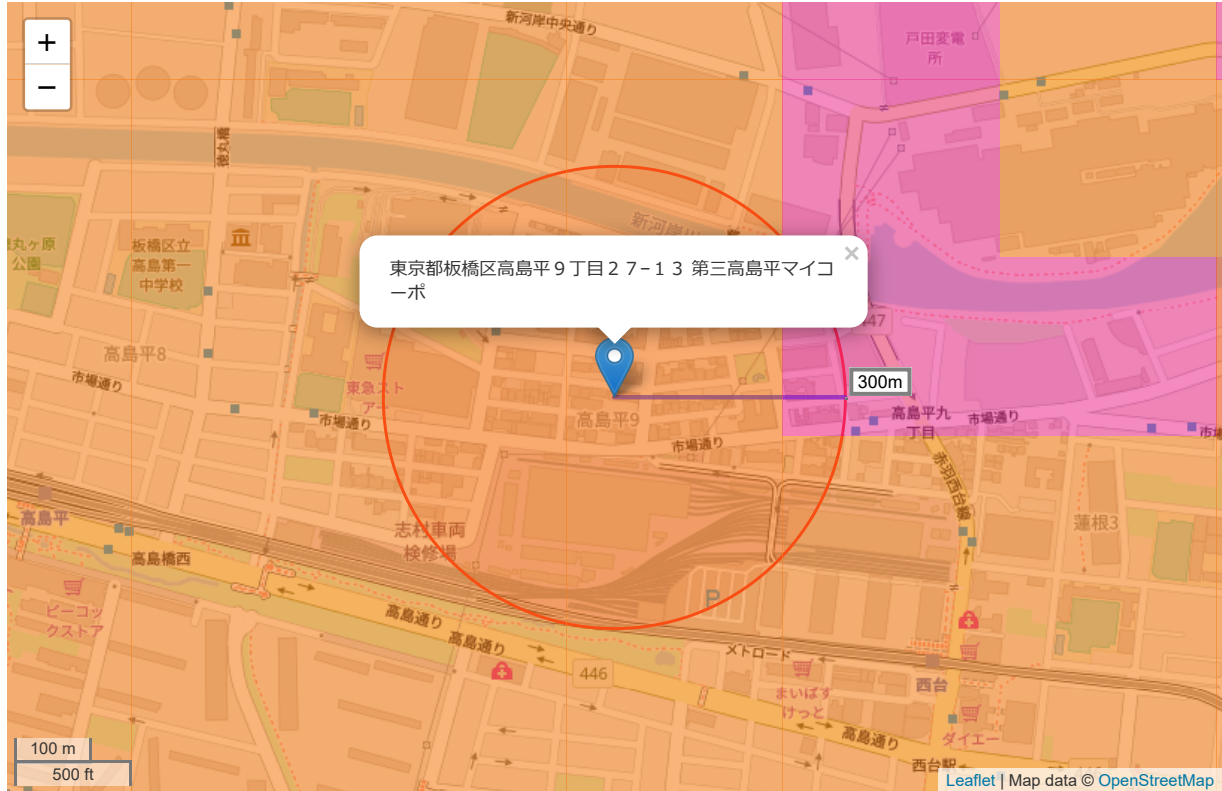 +
−
新河岸中央通り
戸田変電
所
徳丸橋
新河岸川
丸ヶ原
公園
板橋区立
高島第一
中学校
×
東京都板橋区高島平９丁目２７−１３ 第三高島平マイコ
ーポ
447
高島平8
市場通り
東急スト
アー
300m
市場通り
高島平9
市場通り
高島平九
丁目
市場通り
市場
赤羽西台線
高島平
志村車両
検修場
蓮根3
高島橋西
ピーコッ
クストア
高島通り
高島通り
P
メトロード
446
西台
まいばす
けっと
高島通り
ダイエー
西台駅
100 m
500 ft
Leaflet | Map data © OpenStreetMap